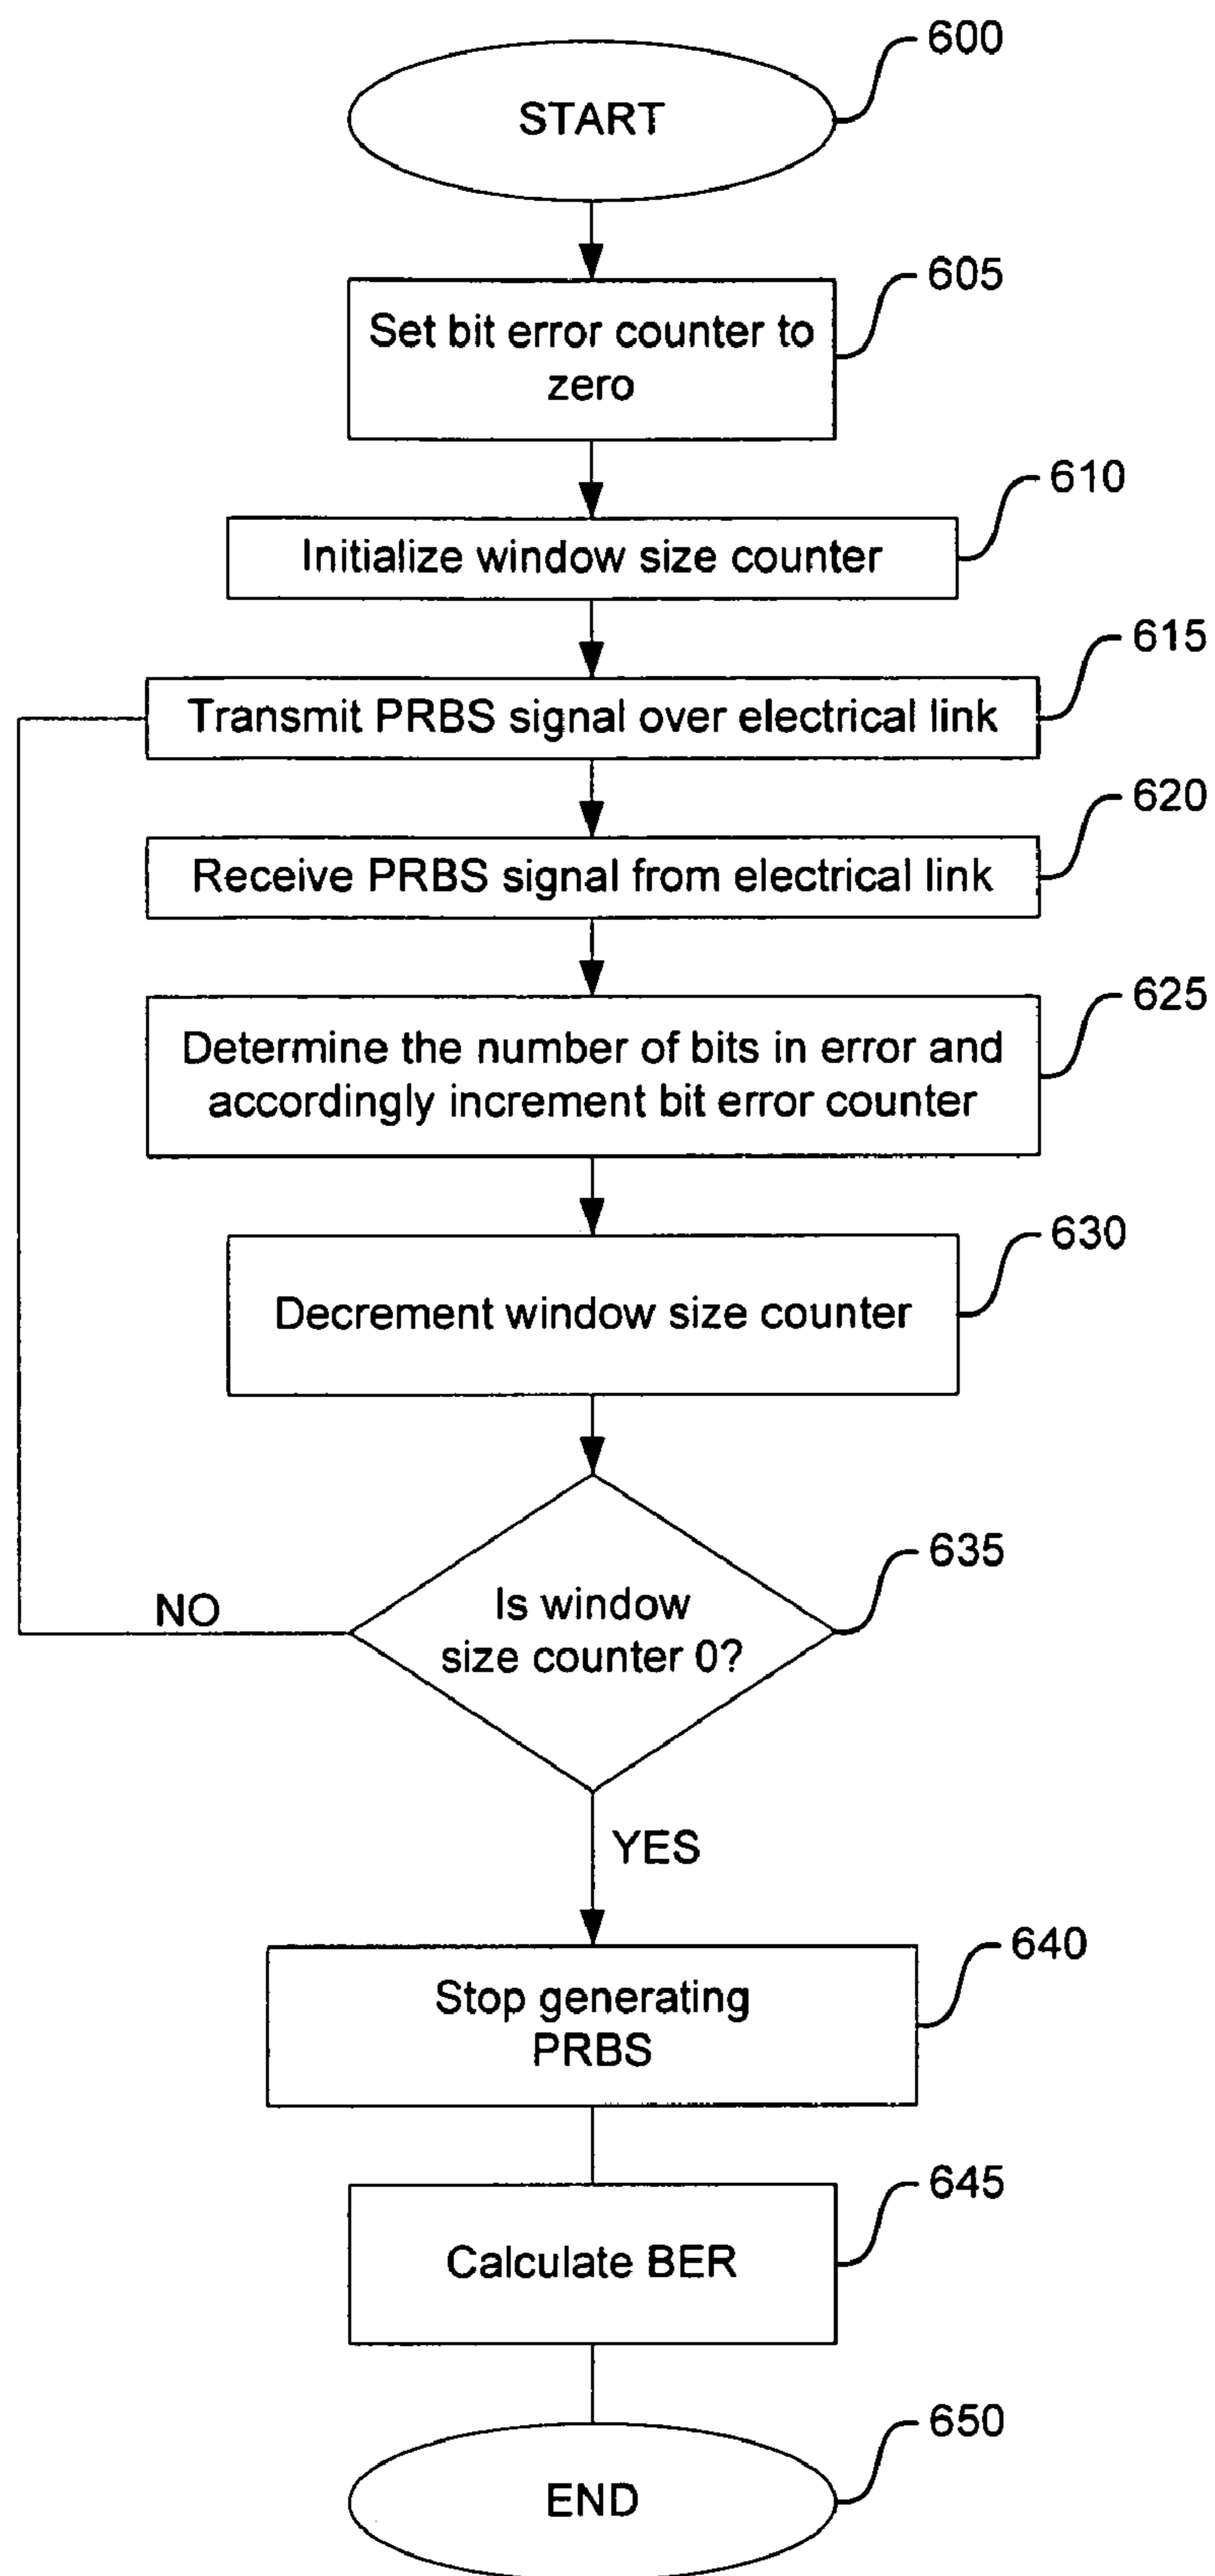 600
START
605
Set bit error counter to
zero
610
Initialize window size counter
615
Transmit PRBS signal over electrical link
620
Receive PRBS signal from electrical link
625
Determine the number of bits in error and
accordingly increment bit error counter
630
Decrement window size counter
635
Is window
size counter 0?
NO
YES
640
Stop generating
PRBS
645
Calculate BER
650
END